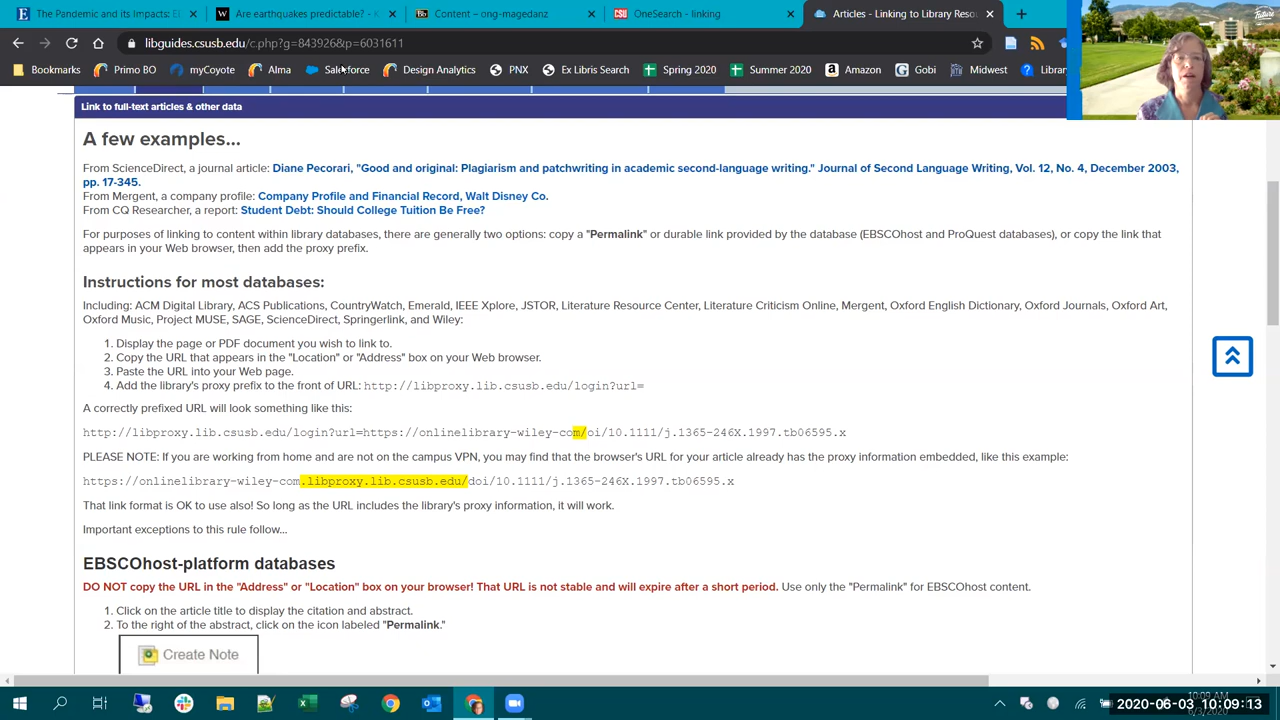 The Pandemic and its Impacts: E
Are earthquakes predictable? - K
Content – ong-magedanz
CSU OneSearch - linking
Articles - Linking to Library Resou
libguides.csusb.edu/c.php?g=843926&p=6031611
Bookmarks Primo BO myCoyote Alma Salesforce Design Analytics PNX Ex Libris Search Spring 2020 Summer 2020 Amazon Gobi Midwest Library
Link to full-text articles & other data
A few examples...
From ScienceDirect, a journal article: Diane Pecorari, "Good and original: Plagiarism and patchwriting in academic second-language writing." Journal of Second Language Writing, Vol. 12, No. 4, December 2003,
pp. 17-345.
From Mergent, a company profile: Company Profile and Financial Record, Walt Disney Co.
From CQ Researcher, a report: Student Debt: Should College Tuition Be Free?
For purposes of linking to content within library databases, there are generally two options: copy a "Permalink" or durable link provided by the database (EBSCOhost and ProQuest databases), or copy the link that
appears in your Web browser, then add the proxy prefix.
Instructions for most databases:
Including: ACM Digital Library, ACS Publications, CountryWatch, Emerald, IEEE Xplore, JSTOR, Literature Resource Center, Literature Criticism Online, Mergent, Oxford English Dictionary, Oxford Journals, Oxford Art,
Oxford Music, Project MUSE, SAGE, ScienceDirect, Springerlink, and Wiley:
1. Display the page or PDF document you wish to link to.
2. Copy the URL that appears in the "Location" or "Address" box on your Web browser.
3. Paste the URL into your Web page.
4. Add the library's proxy prefix to the front of URL: http://libproxy.lib.csusb.edu/login?url=
A correctly prefixed URL will look something like this:
http://libproxy.lib.csusb.edu/login?url=https://onlinelibrary-wiley-com/oi/10.1111/j.1365-246X.1997.tb06595.x
PLEASE NOTE: If you are working from home and are not on the campus VPN, you may find that the browser's URL for your article already has the proxy information embedded, like this example:
https://onlinelibrary-wiley-com.libproxy.lib.csusb.edu/doi/10.1111/j.1365-246X.1997.tb06595.x
That link format is OK to use also! So long as the URL includes the library's proxy information, it will work.
Important exceptions to this rule follow...
EBSCOhost-platform databases
DO NOT copy the URL in the "Address" or "Location" box on your browser! That URL is not stable and will expire after a short period. Use only the "Permalink" for EBSCOhost content.
1. Click on the article title to display the citation and abstract.
2. To the right of the abstract, click on the icon labeled "Permalink."
Create Note
10:09 AM
2020-06-03 10:09:13